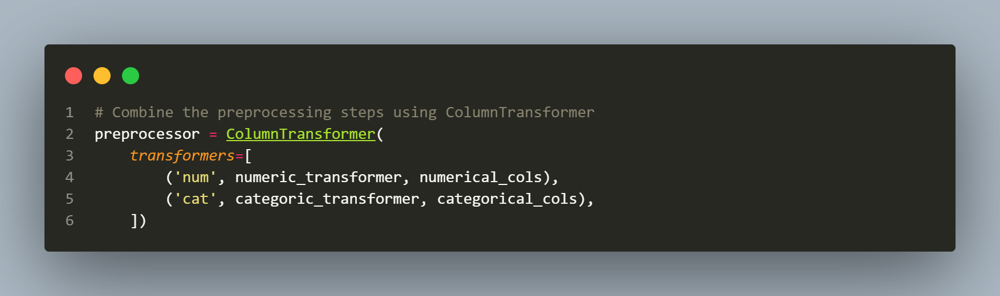 1 # Combine the preprocessing steps using ColumnTransformer
2 preprocessor = ColumnTransformer(
3     transformers=[
4         ('num', numeric_transformer, numerical_cols),
5         ('cat', categoric_transformer, categorical_cols),
6     ])